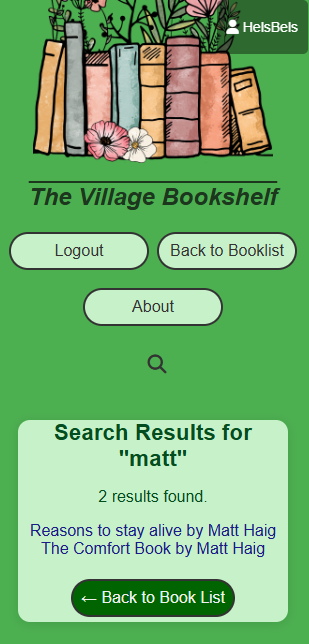 HelsBels
The Village Bookshelf
Logout
Back to Booklist
About
Search Results for
"matt"
2 results found.
Reasons to stay alive by Matt Haig
The Comfort Book by Matt Haig
← Back to Book List